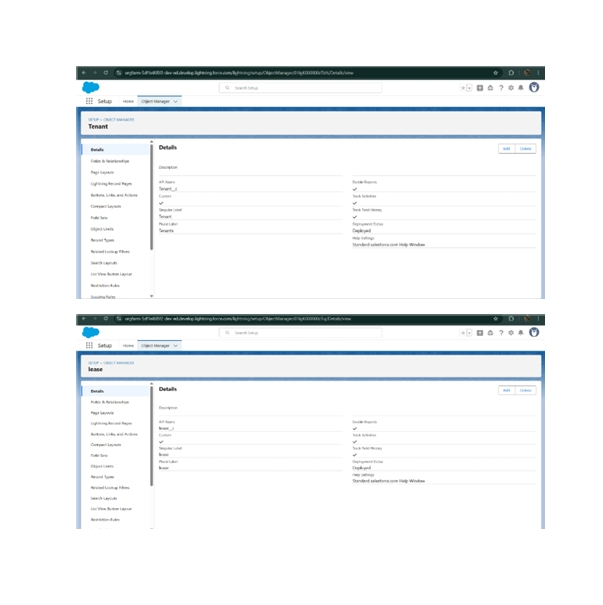 Search Setup
Setup Home Object Manager
SETUP > OBJECT MANAGER
Tenant
Details
Fields & Relationships
Page Layouts
Lightning Record Pages
Buttons, Links, and Actions
Compact Layouts
Field Sets
Object Limits
Record Types
Related Lookup Filters
Search Layouts
List View Button Layout
Restriction Rules
Scoping Rules
Details
Edit Delete
Description
API Name
Tenant__c
Custom
Singular Label
Tenant
Plural Label
Tenants
Enable Reports
Track Activities
Track Field History
Deployment Status
Deployed
Help Settings
Standard salesforce.com Help Window
Search Setup
Setup Home Object Manager
SETUP > OBJECT MANAGER
lease
Details
Fields & Relationships
Page Layouts
Lightning Record Pages
Buttons, Links, and Actions
Compact Layouts
Field Sets
Object Limits
Record Types
Related Lookup Filters
Search Layouts
List View Button Layout
Restriction Rules
Details
Edit Delete
Description
API Name
lease__c
Custom
Singular Label
lease
Plural Label
lease
Enable Reports
Track Activities
Track Field History
Deployment Status
Deployed
Help Settings
Standard salesforce.com Help Window